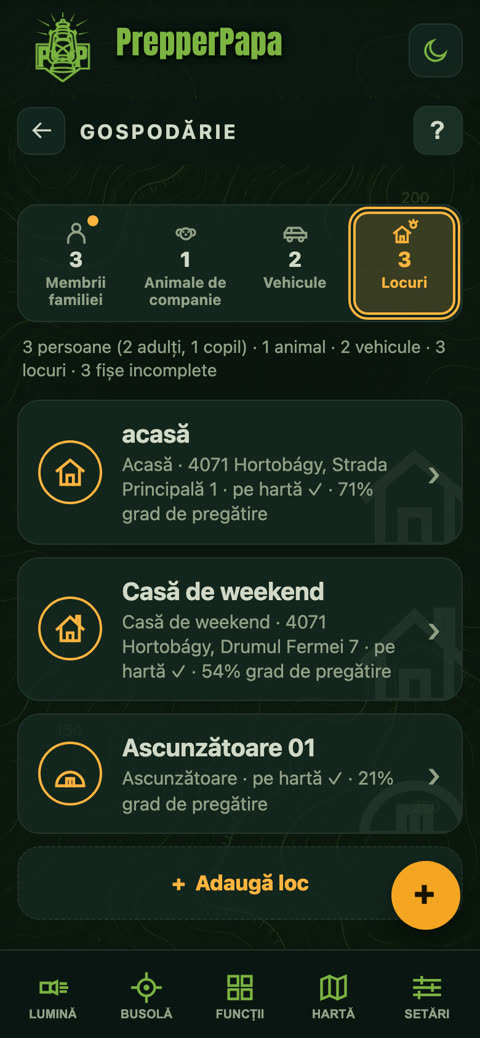 PrepperPapa
GOSPODĂRIE
?
200
3
Membrii
familiei
1
Animale de
companie
2
Vehicule
3
Locuri
3 persoane (2 adulți, 1 copil) · 1 animal · 2 vehicule · 3
locuri · 3 fișe incomplete
acasă
Acasă · 4071 Hortobágy, Strada
Principală 1 · pe hartă ✓ · 71%
grad de pregătire
Casă de weekend
Casă de weekend · 4071
Hortobágy, Drumul Fermei 7 · pe
hartă ✓ · 54% grad de pregătire
Ascunzătoare 01
Ascunzătoare · pe hartă ✓ · 21%
grad de pregătire
+ Adaugă loc
+
LUMINĂ
BUSOLĂ
FUNCȚII
HARTĂ
SETĂRI